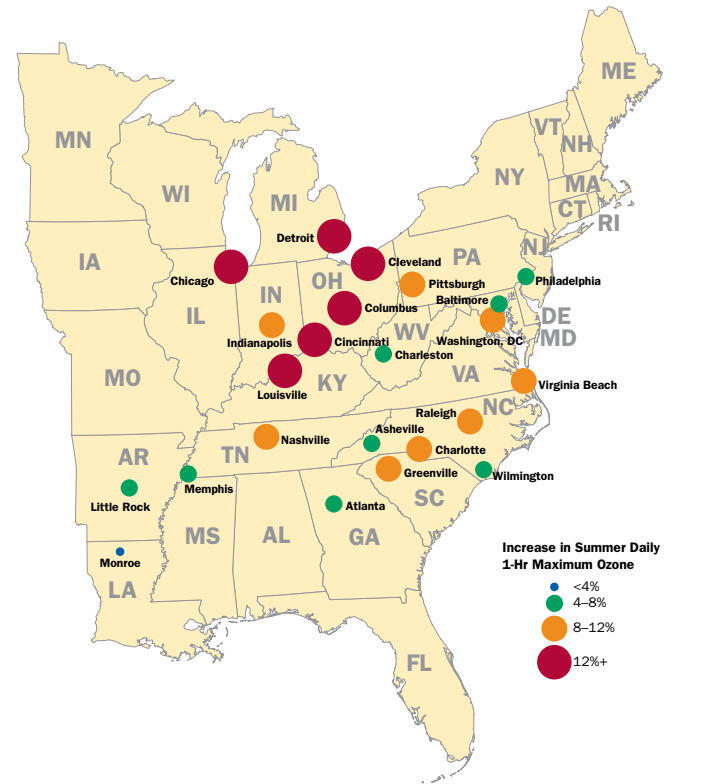 ME
VT
NH
MN
NY
MA
WI
MI
CT
RI
Detroit
NJ
PA
IA
Cleveland
Chicago
OH
Pittsburgh
Philadelphia
IN
Baltimore
Columbus
IL
DE
WV
MD
Indianapolis
Cincinnati
Washington, DC
Charleston
MO
KY
VA
Virginia Beach
Louisville
NC
Raleigh
Asheville
Nashville
TN
Charlotte
AR
Greenville
Wilmington
Memphis
SC
Little Rock
Atlanta
MS
AL
GA
Monroe
LA
FL
Increase in Summer Daily
1-Hr Maximum Ozone
<4%
4–8%
8–12%
12%+